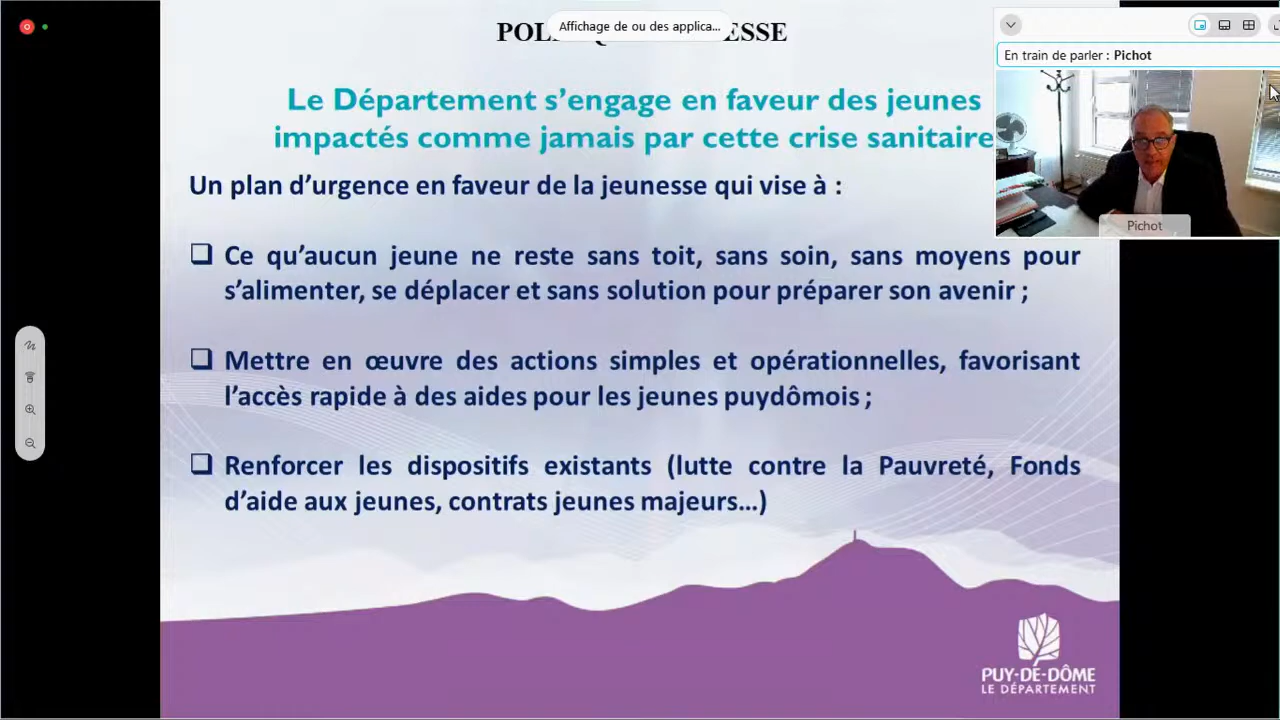 POL
ESSE
Affichage de ou des applica...
En train de parler : Pichot
Le Département s’engage en faveur des jeunes
impactés comme jamais par cette crise sanitaire
Un plan d’urgence en faveur de la jeunesse qui vise à :
❑ Ce qu’aucun jeune ne reste sans toit, sans soin, sans moyens pour
s’alimenter, se déplacer et sans solution pour préparer son avenir ;
❑ Mettre en œuvre des actions simples et opérationnelles, favorisant
l’accès rapide à des aides pour les jeunes puydômois ;
❑ Renforcer les dispositifs existants (lutte contre la Pauvreté, Fonds
d’aide aux jeunes, contrats jeunes majeurs…)
Pichot
PUY-DE-DÔME
LE DÉPARTEMENT